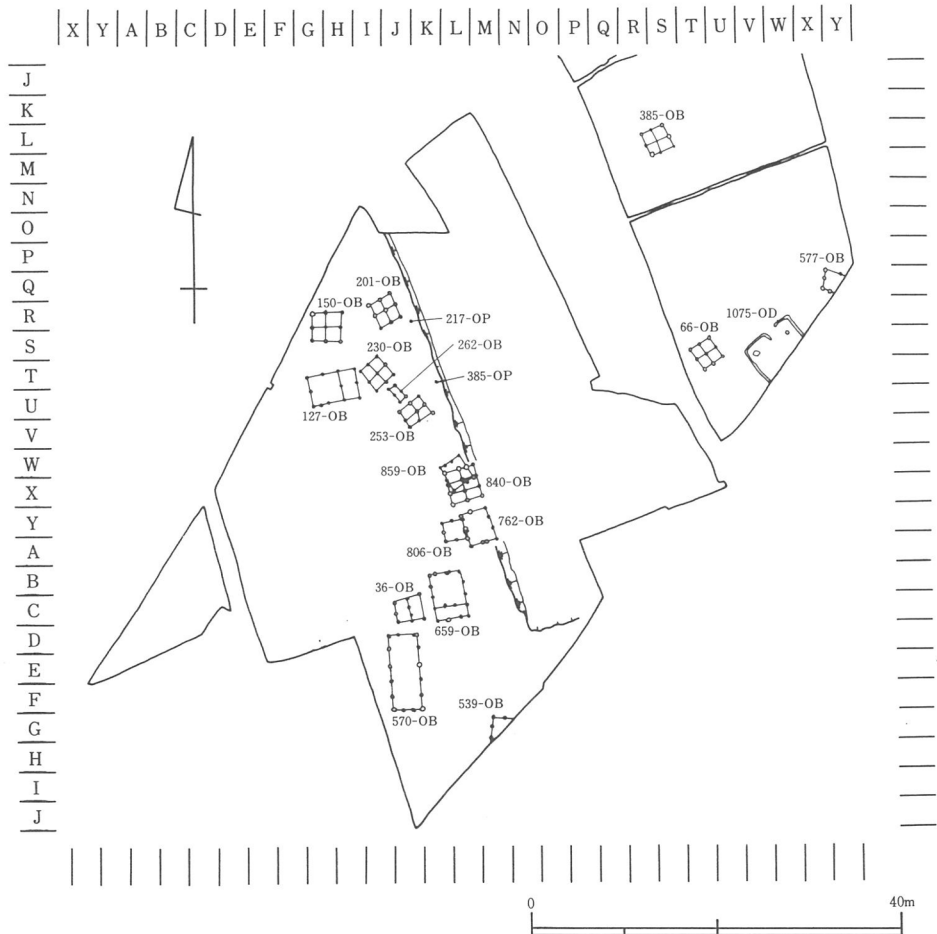 X Y A B C D E F G H I J K L M N O P Q R S T U V W X Y
J
K
L
M
N
O
P
Q
R
S
T
U
V
W
X
Y
A
B
C
D
E
F
G
H
I
J
385-OB
577-OB
1075-OD
66-OB
201-OB
150-OB
217-OP
230-OB
262-OB
385-OP
127-OB
253-OB
859-OB
840-OB
762-OB
806-OB
36-OB
659-OB
570-OB
539-OB
0 40m